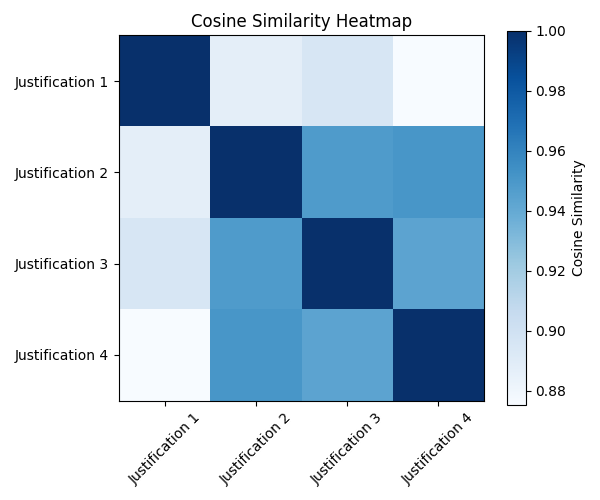 Cosine Similarity Heatmap
Justification 1
Justification 2
Justification 3
Justification 4
Justification 1
Justification 2
Justification 3
Justification 4
1.00
0.98
0.96
0.94
0.92
0.90
0.88
Cosine Similarity